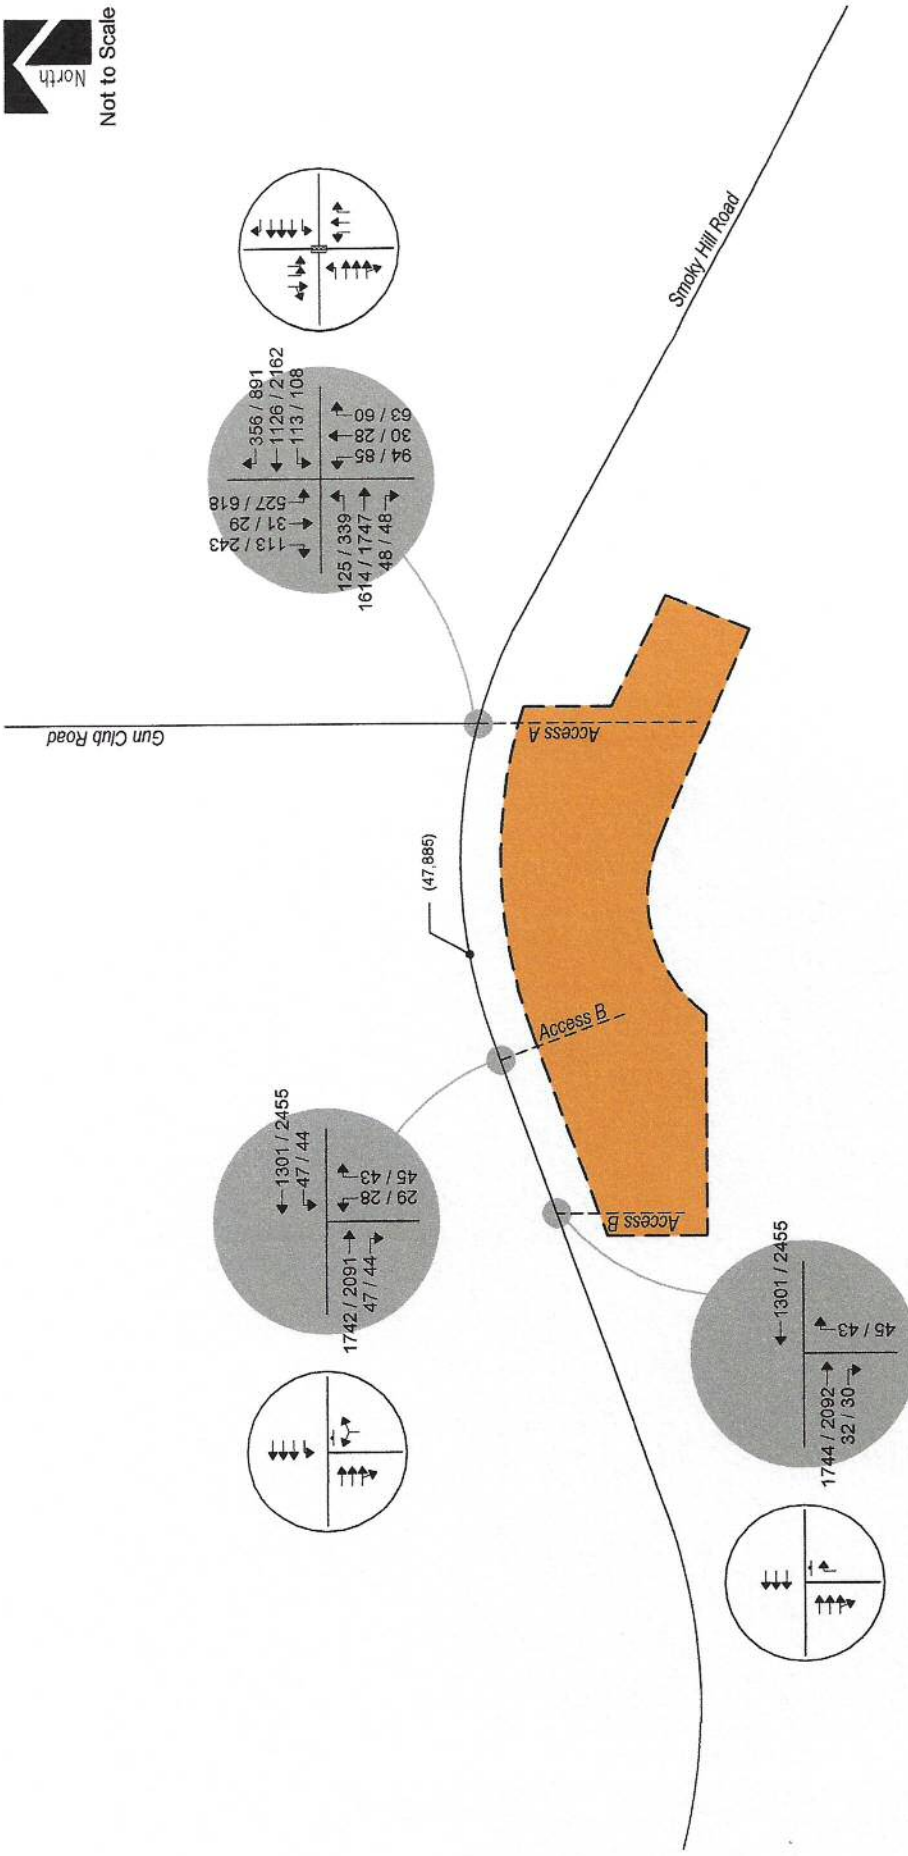 North
Not to Scale
Smoky Hill Road
356 / 891
1126 / 2162
113 / 108
527 / 618
31 / 29
113 / 243
63 / 60
30 / 28
94 / 85
125 / 339
1614 / 1747
48 / 48
Gun Club Road
Access A
(47,885)
Access B
1301 / 2455
47 / 44
45 / 43
29 / 28
1742 / 2091
47 / 44
Access B
1301 / 2455
45 / 43
1744 / 2092
32 / 30